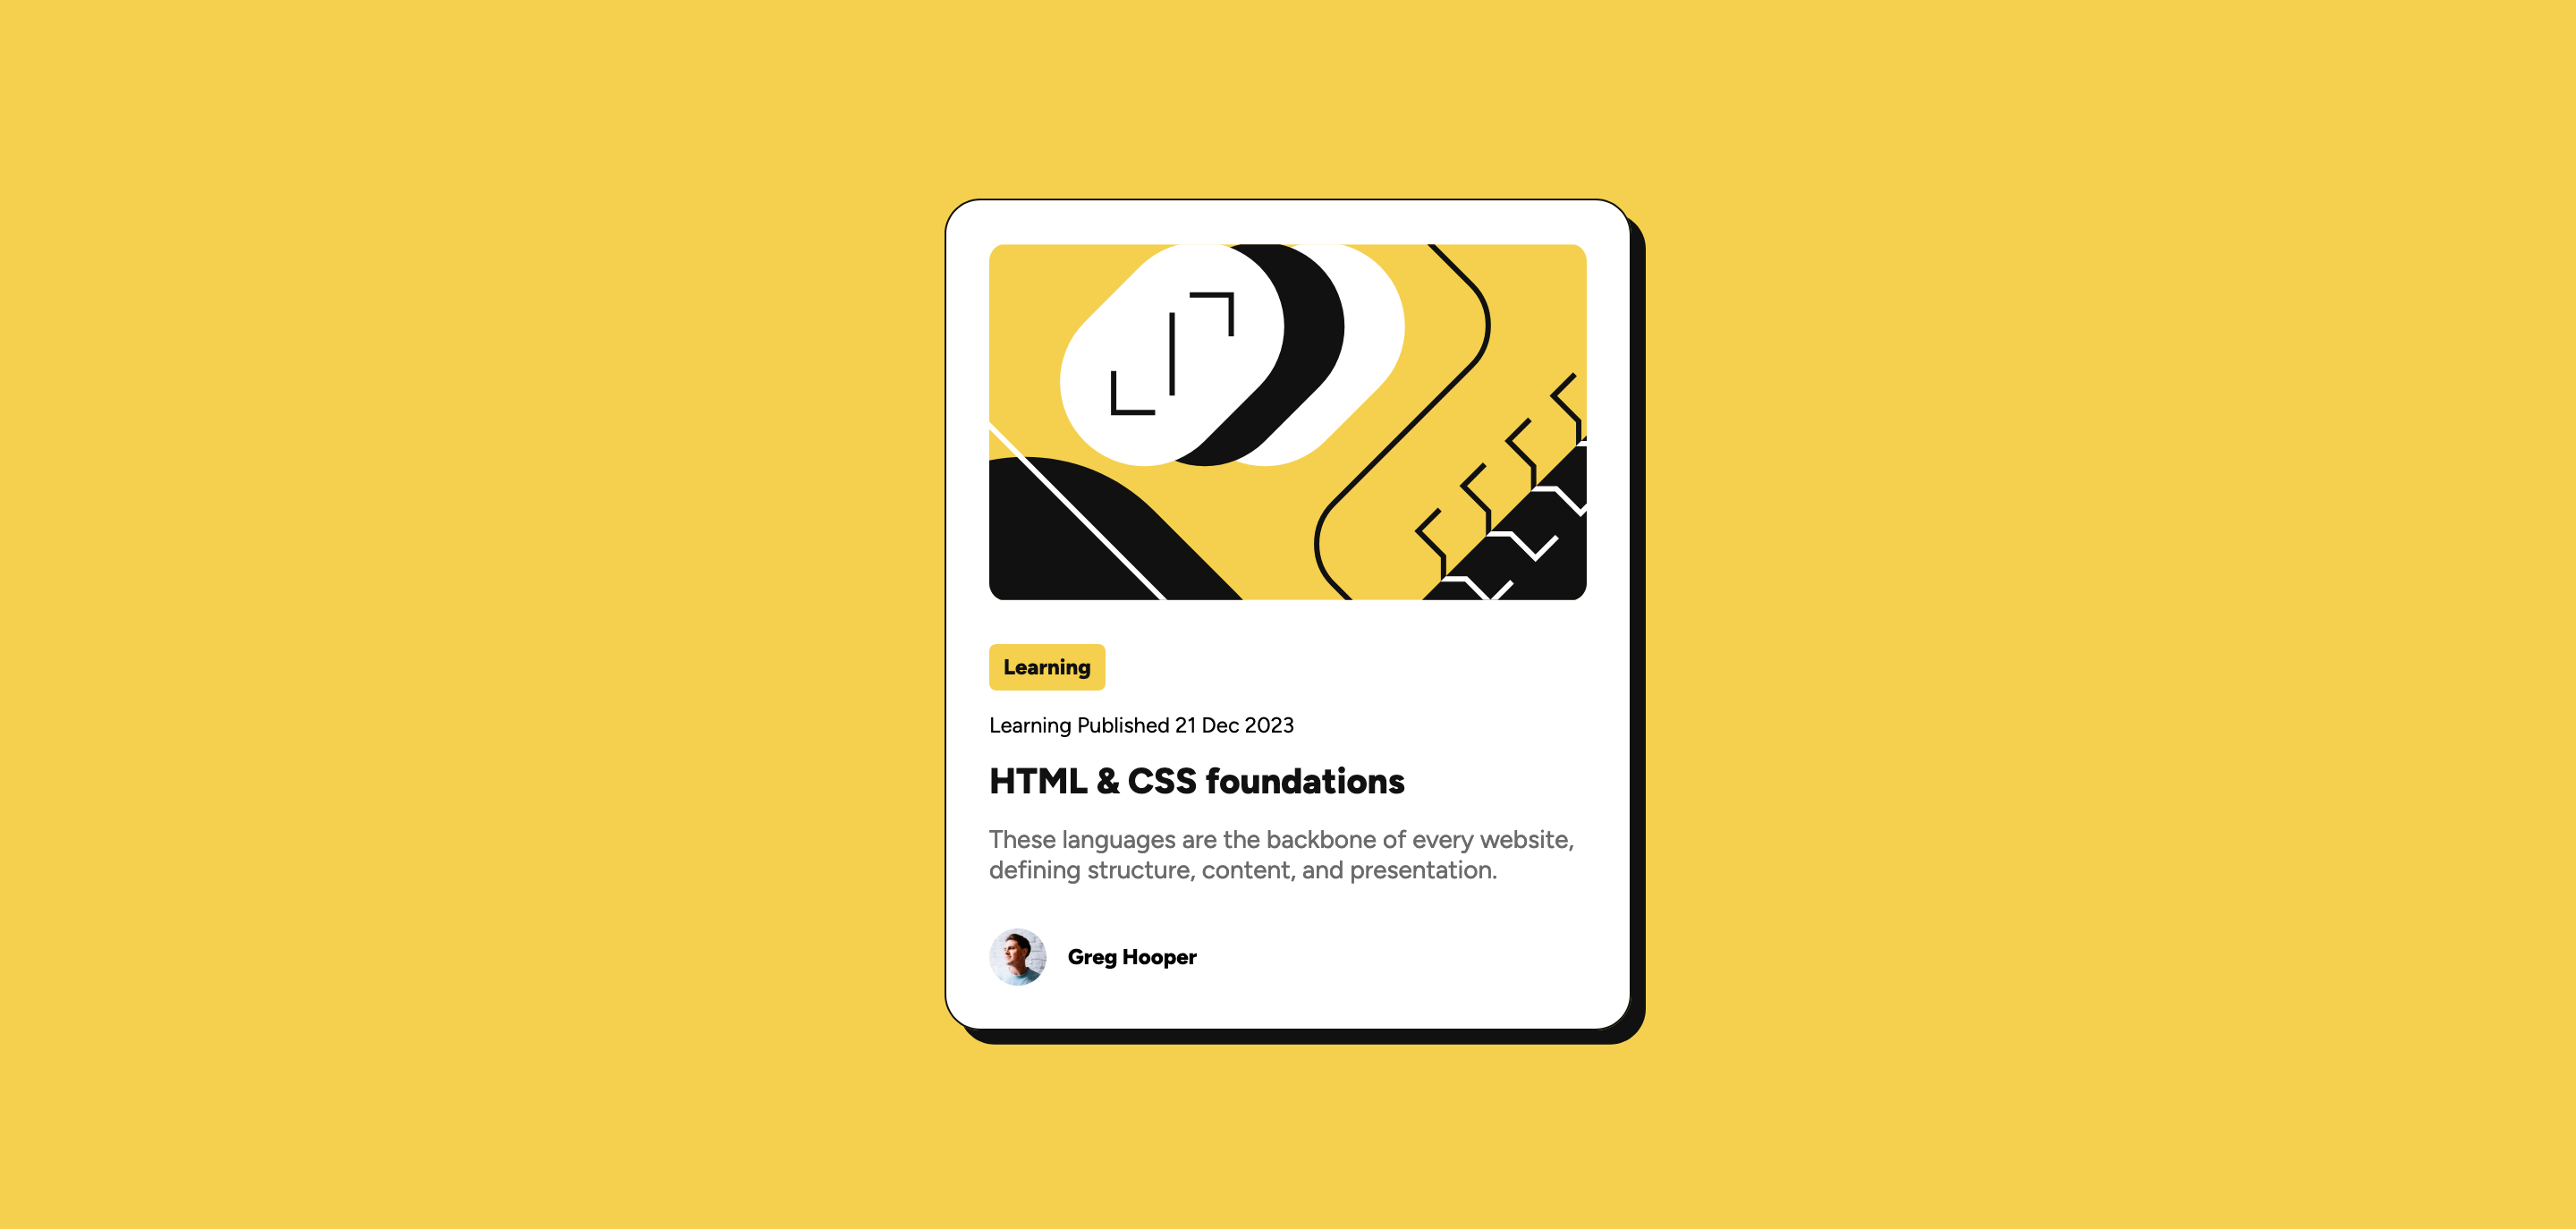 Learning
Learning Published 21 Dec 2023
HTML & CSS foundations
These languages are the backbone of every website,
defining structure, content, and presentation.
Greg Hooper